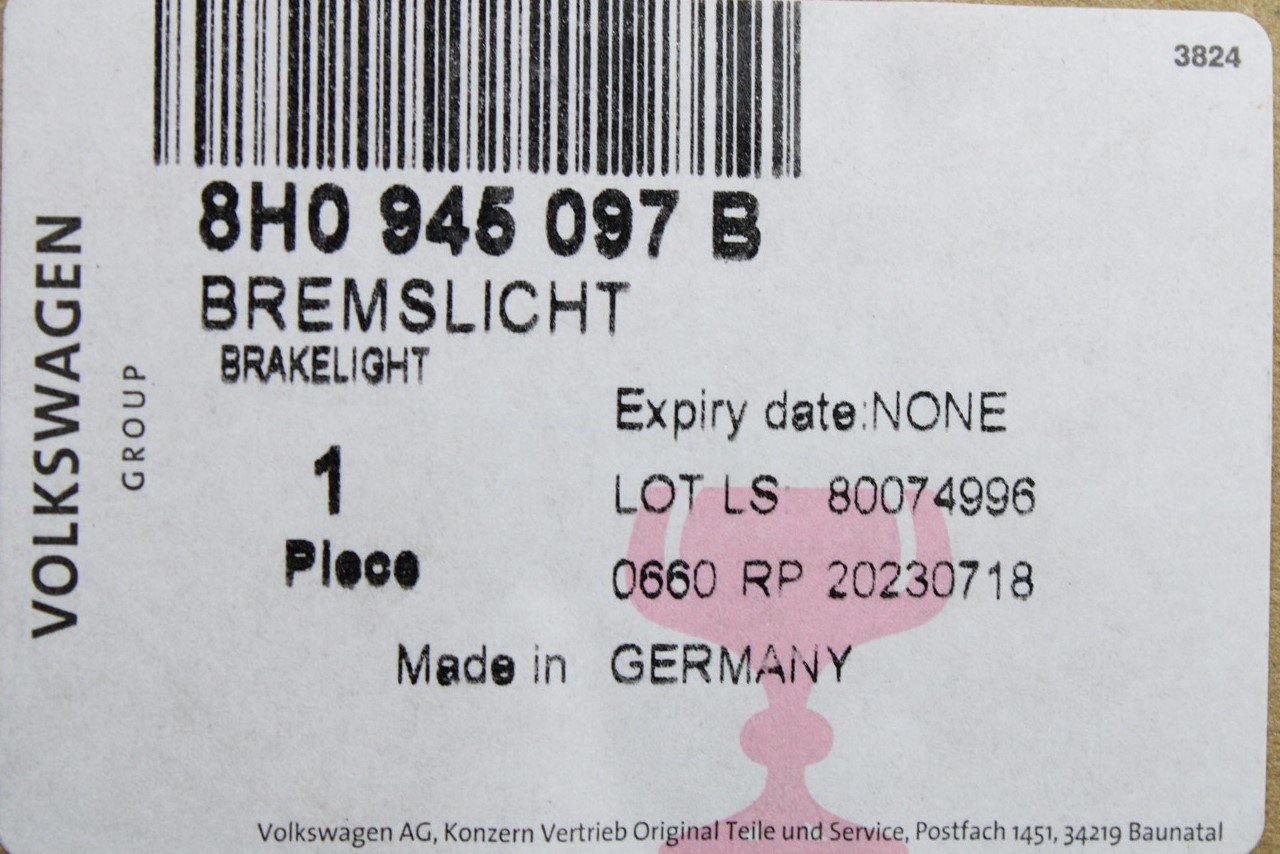 3824
8H0 945 097 B
BREMSLICHT
BRAKELIGHT
VOLKSWAGEN
GROUP
Expiry date:NONE
1
LOT LS: 80074996
Piece
0660 RP 20230718
Made in GERMANY
Volkswagen AG, Konzern Vertrieb Original Teile und Service, Postfach 1451, 34219 Baunatal